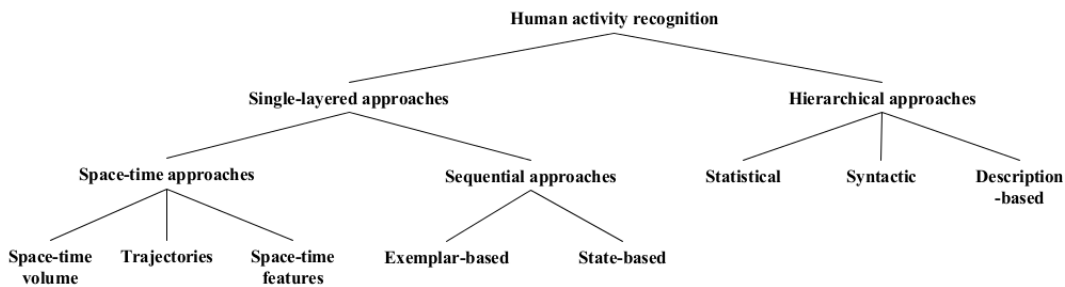 Human activity recognition
Single-layered approaches
Hierarchical approaches
Space-time approaches
Sequential approaches
Statistical
Syntactic
Description
-based
Space-time
volume
Trajectories
Space-time
features
Exemplar-based
State-based